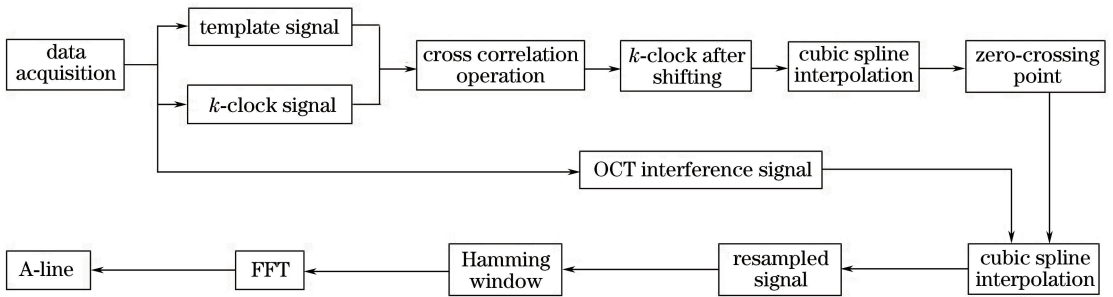 data
acquisition
template signal
k-clock signal
cross correlation
operation
k-clock after
shifting
cubic spline
interpolation
zero-crossing
point
OCT interference signal
cubic spline
interpolation
resampled
signal
Hamming
window
FFT
A-line